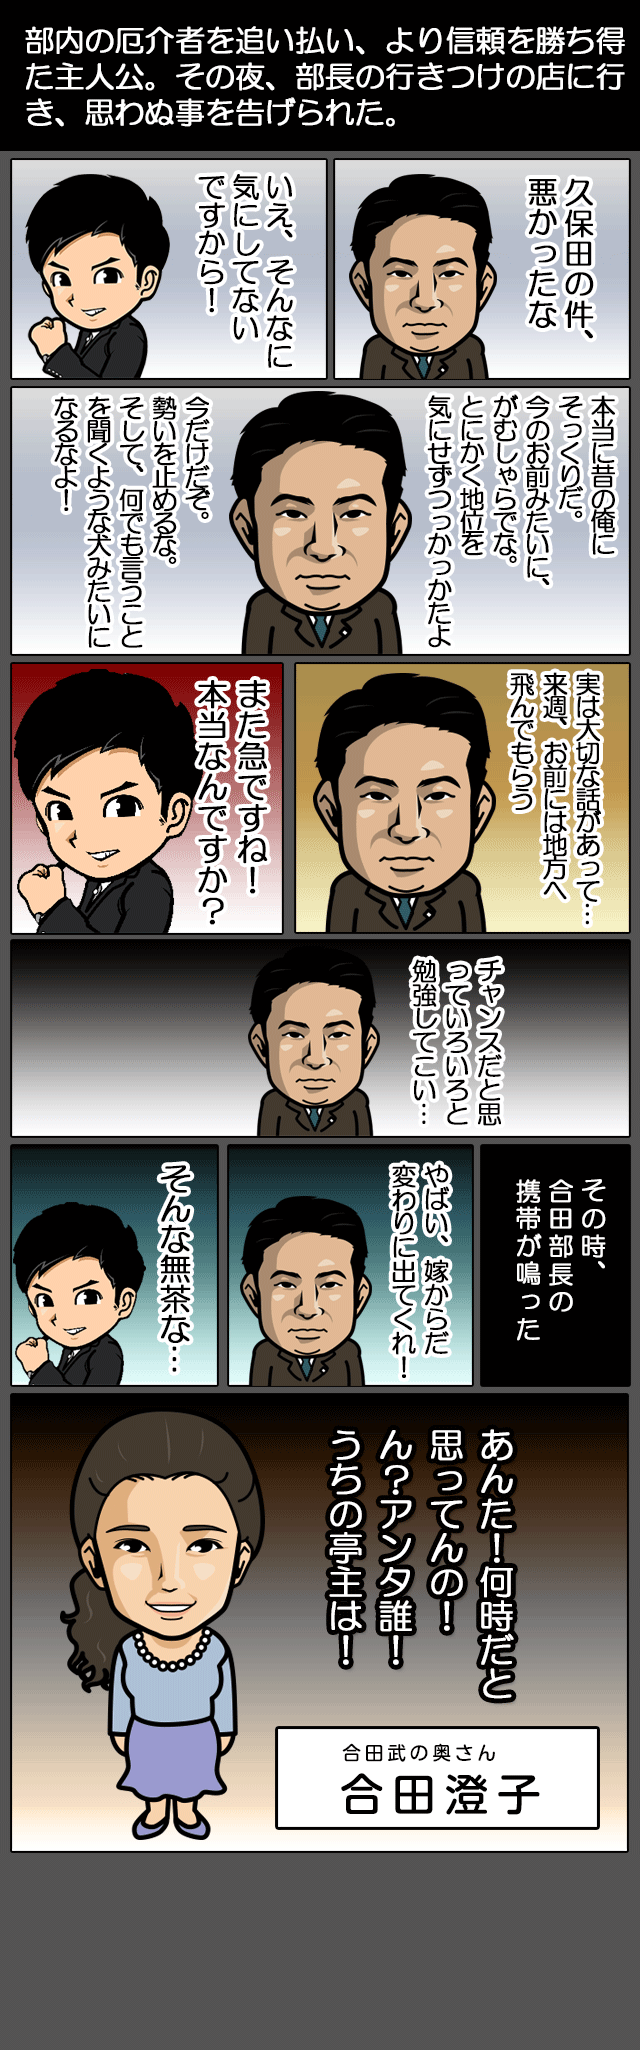 部内の厄介者を追い払い、より信頼を勝ち得
た主人公。その夜、部長の行きつけの店に行
き、思わぬ事を告げられた。
久保田の件、
悪かったな
いえ、そんなに
気にしてない
ですから！
本当に昔の俺に
そっくりだ。
今のお前みたいに、
がむしゃらでな。
とにかく地位を
気にせずつっかっかたよ
今だけだぞ。
勢いを止めるな。
そして、何でも言うこと
を聞くような犬みたいに
なるなよ！
実は大切な話があって…
来週、お前には地方へ
飛んでもらう
また急ですね！
本当なんですか？
チャンスだと思
っていろいろと
勉強してこい…
その時、
合田部長の
携帯が鳴った
やばい、嫁からだ
変わりに出てくれ！
そんな無茶な…
あんた！何時だと
思ってんの！
ん？アンタ誰！
うちの亭主は！
合田武の奥さん
合田澄子